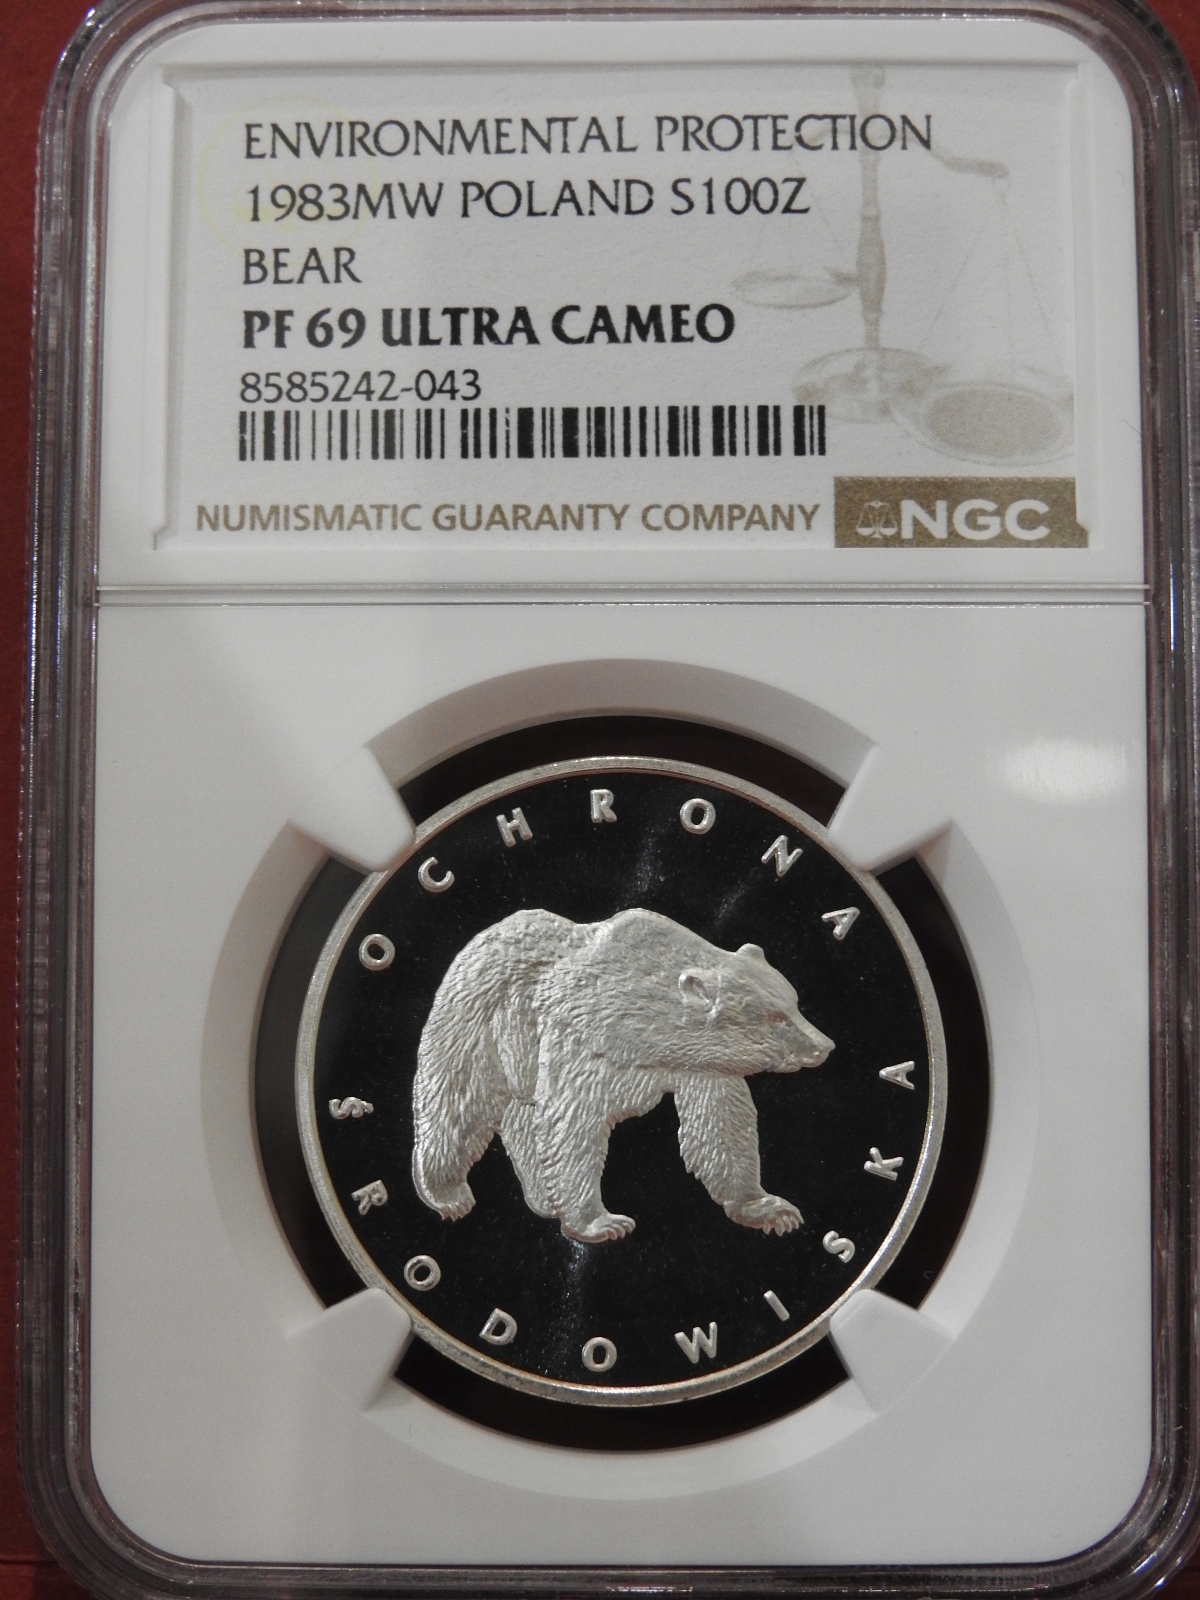 ENVIRONMENTAL PROTECTION
1983MW POLAND S100Z
BEAR
PF 69 ULTRA CAMEO
8585242-043
NUMISMATIC GUARANTY COMPANY NGC
OCHRONA
ŚRODOWISKA